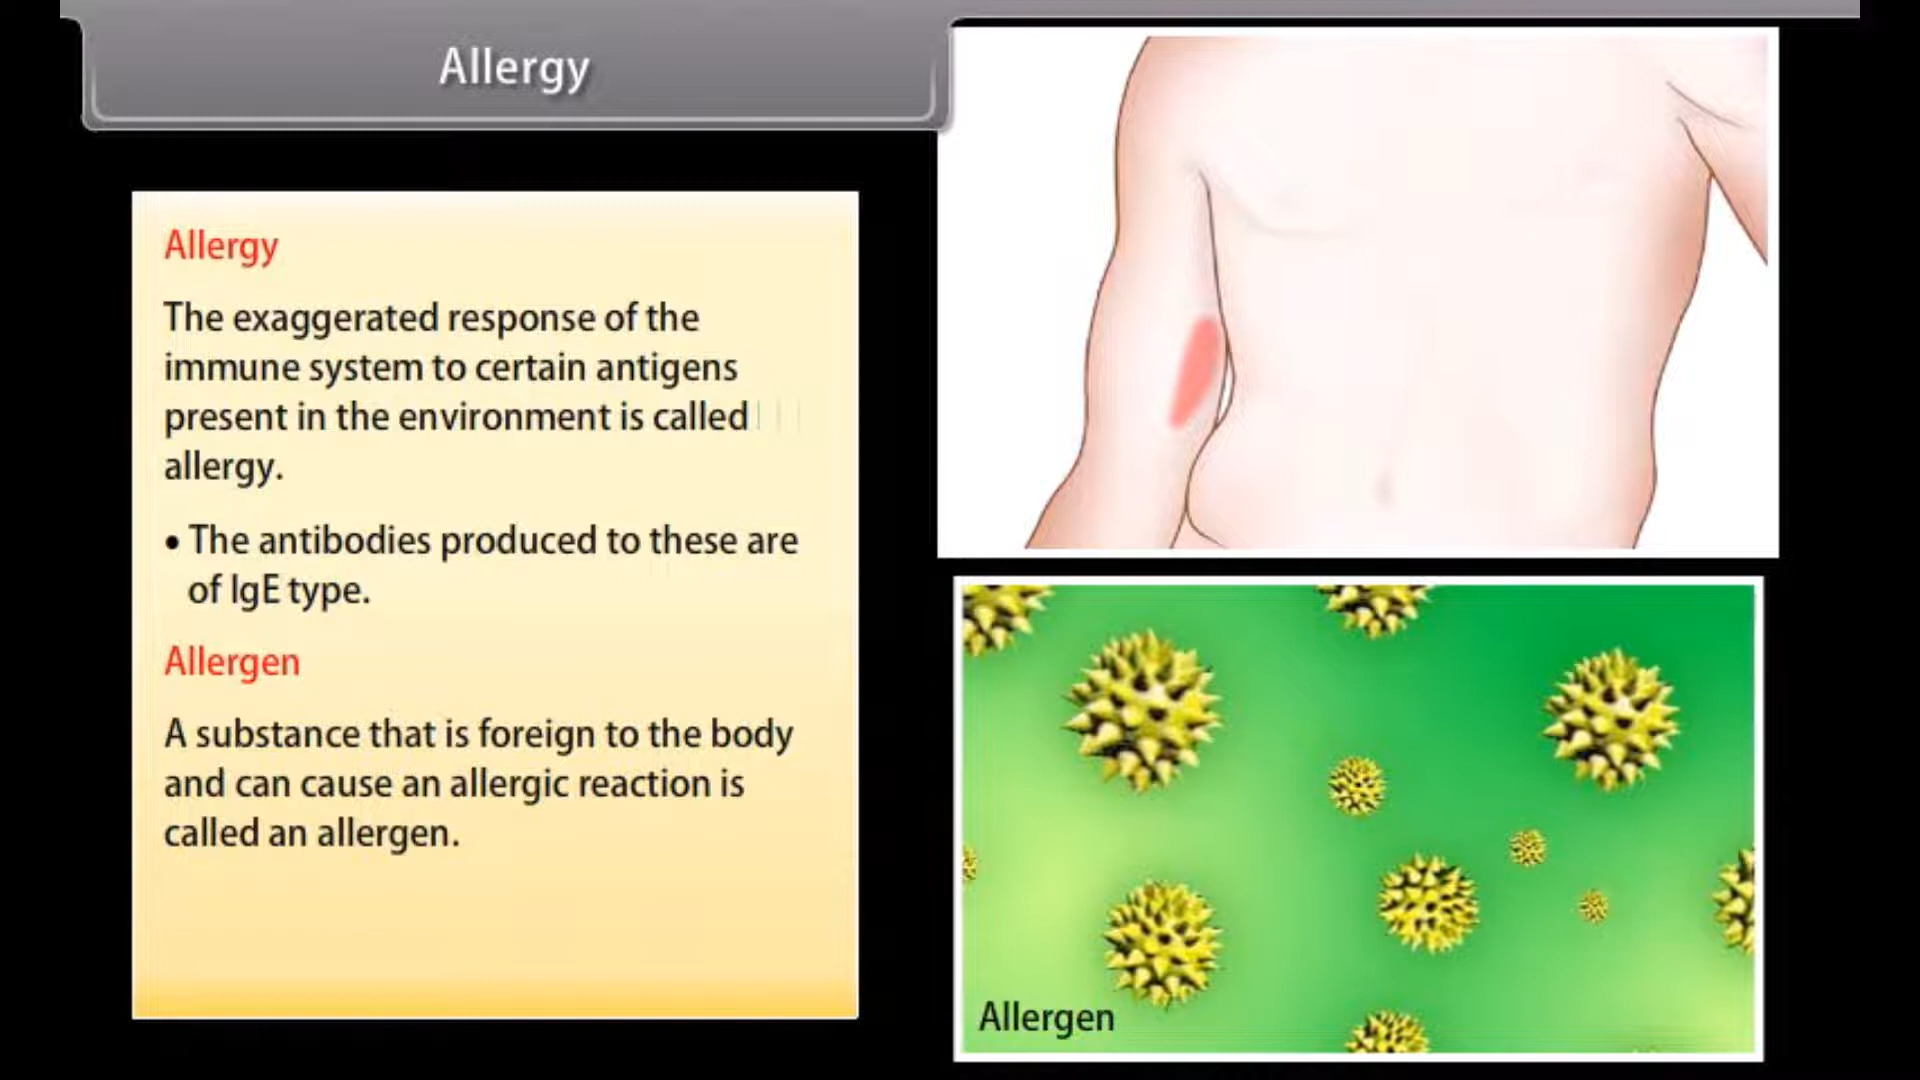 Allergy
Allergy
The exaggerated response of the
immune system to certain antigens
present in the environment is called
allergy.
• The antibodies produced to these are
of IgE type.
Allergen
A substance that is foreign to the body
and can cause an allergic reaction is
called an allergen.
Allergen